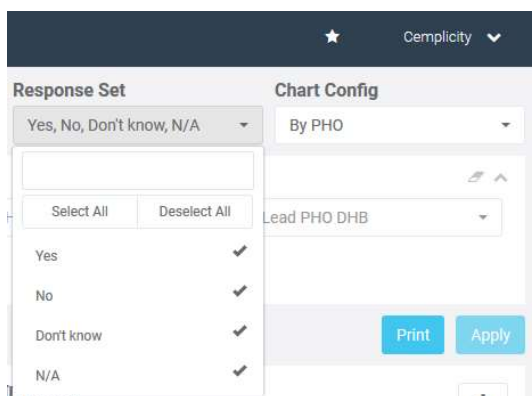 Cemplicity
Response Set
Chart Config
Yes, No, Don't know, N/A
By PHO
Select All
Deselect All
Lead PHO DHB
Yes
No
Don't know
Print
Apply
N/A